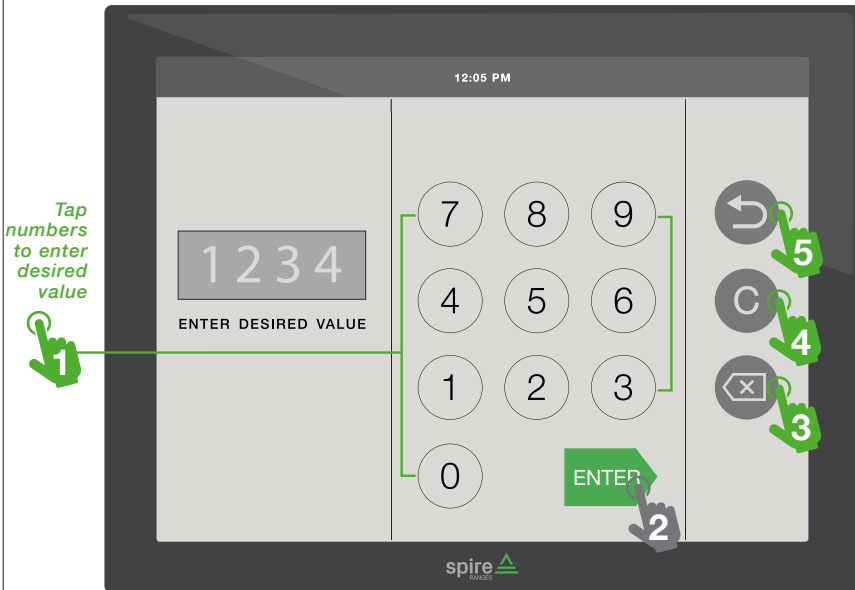 12:05 PM
Tap
numbers
to enter
desired
value
1
1234
ENTER DESIRED VALUE
7 8 9
4 5 6
1 2 3
0 ENTER
5
C 4
3
2
spire
RANGES